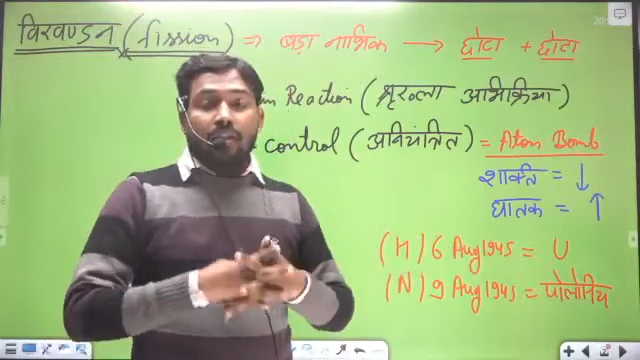 विखण्डन (fission) ⇒ बड़ा नाभिक → छोटा + छोटा
Reaction (श्रृंखला अभिक्रिया)
control (अनियंत्रित) = Atom Bomb
शक्ति = ↓
घातक = ↑
(H) 6 Aug 1945 = U
(N) 9 Aug 1945 = पोलोनियम